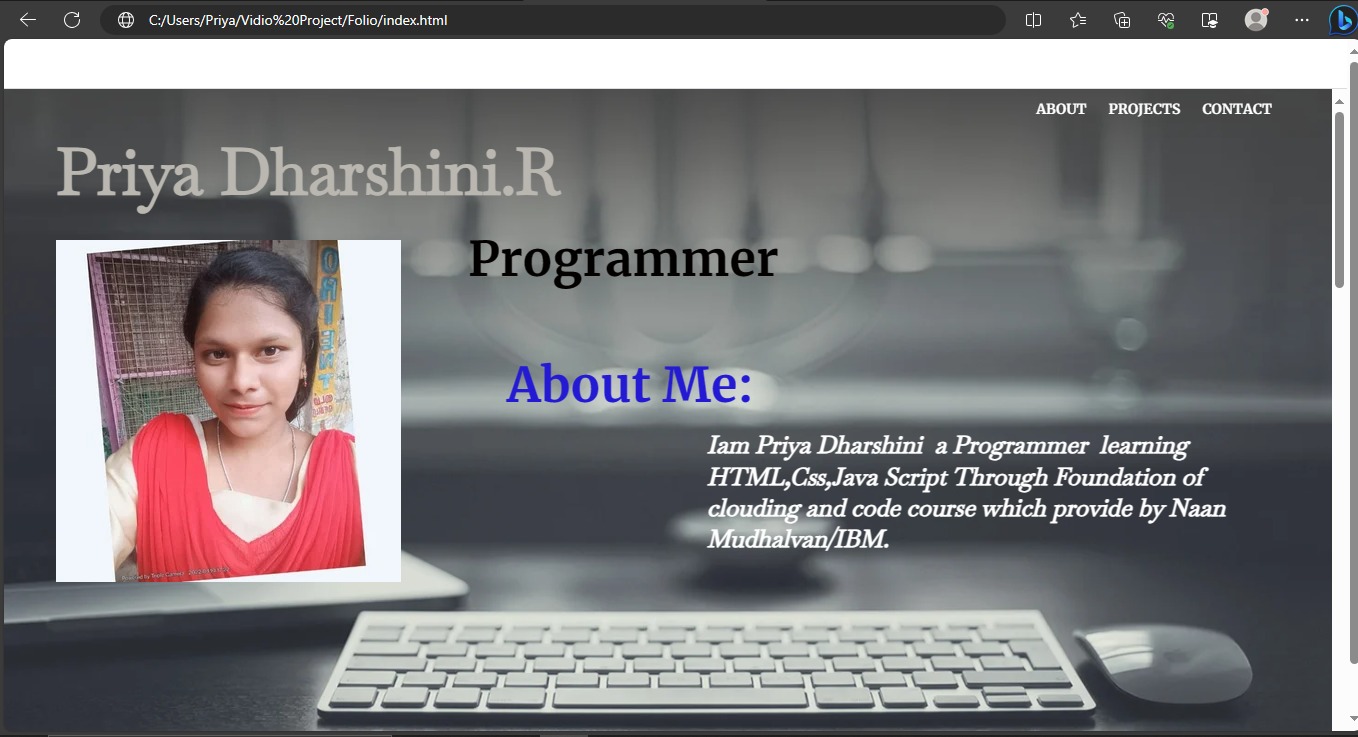 C:/Users/Priya/Vidio%20Project/Folio/index.html
ABOUT PROJECTS CONTACT
Priya Dharshini.R
Programmer
ORIENT
About Me:
Iam Priya Dharshini a Programmer learning
HTML,Css,Java Script Through Foundation of
clouding and code course which provide by Naan
Mudhalvan/IBM.